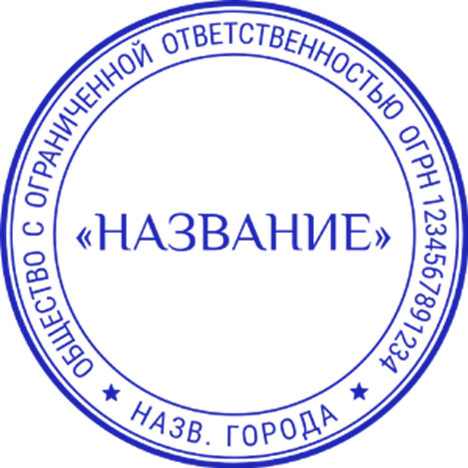 ОБЩЕСТВО С ОГРАНИЧЕННОЙ ОТВЕТСТВЕННОСТЬЮ ОГРН 1234567891234
«НАЗВАНИЕ»
★ НАЗВ. ГОРОДА ★